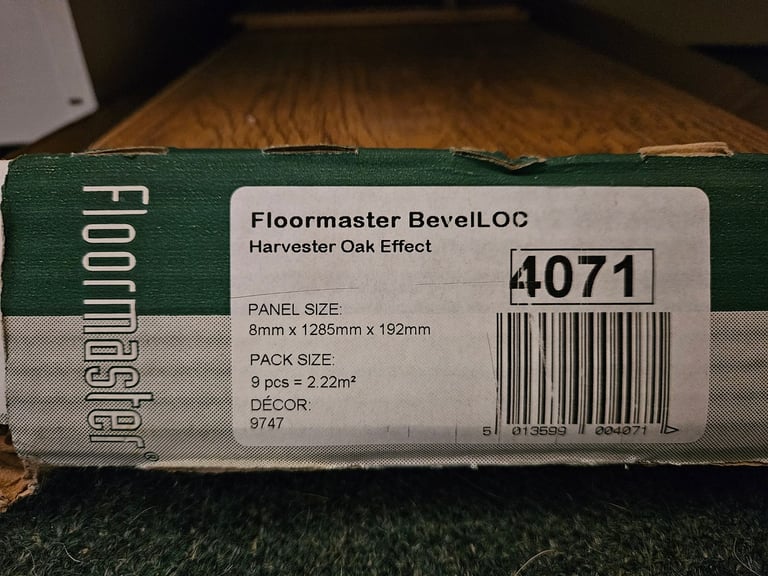 Floormaster®
Floormaster BevelLOC
Harvester Oak Effect
4071
PANEL SIZE:
8mm x 1285mm x 192mm
PACK SIZE:
9 pcs = 2.22m²
DÉCOR:
9747
5 013599 004071 >